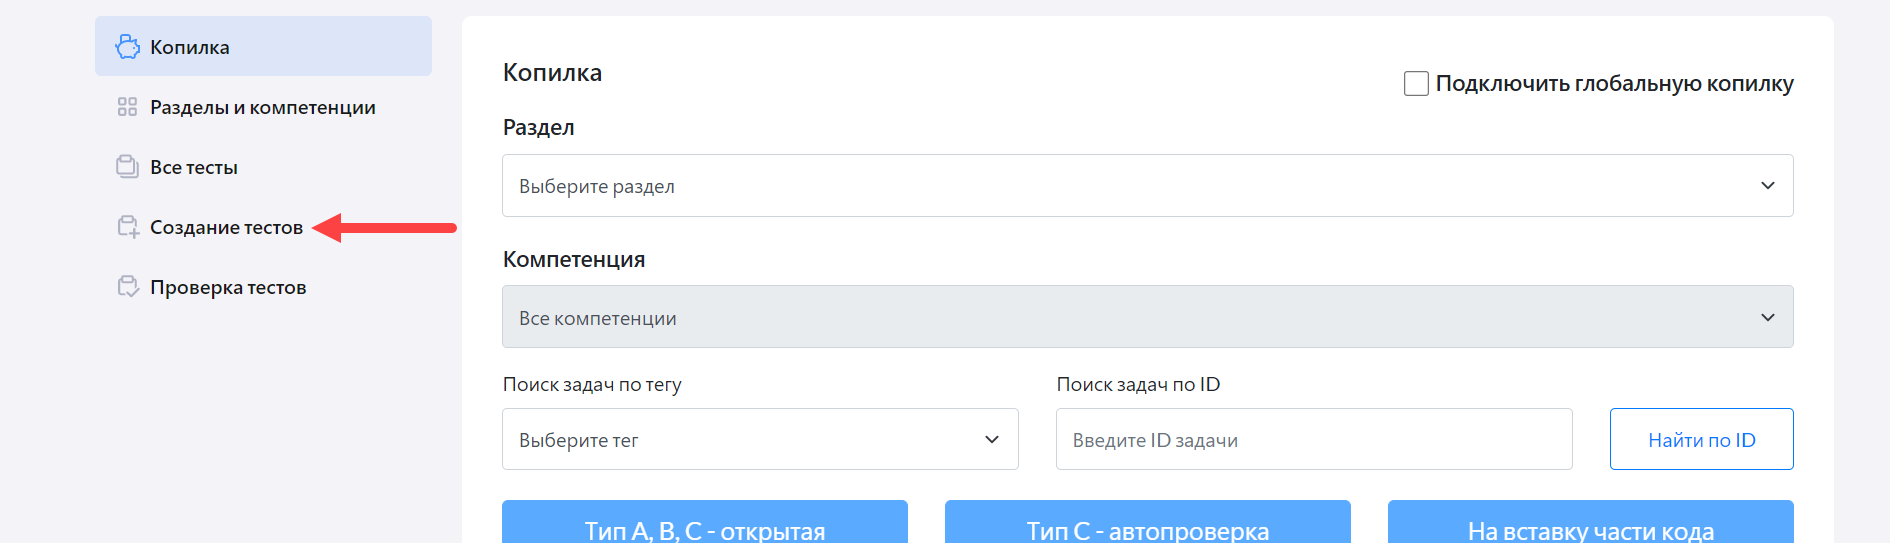 Копилка
Разделы и компетенции
Все тесты
Создание тестов
Проверка тестов
Копилка
Подключить глобальную копилку
Раздел
Выберите раздел
Компетенция
Все компетенции
Поиск задач по тегу
Поиск задач по ID
Выберите тег
Введите ID задачи
Найти по ID
Тип А, В, С - открытая
Тип С - автопроверка
На вставку части кода